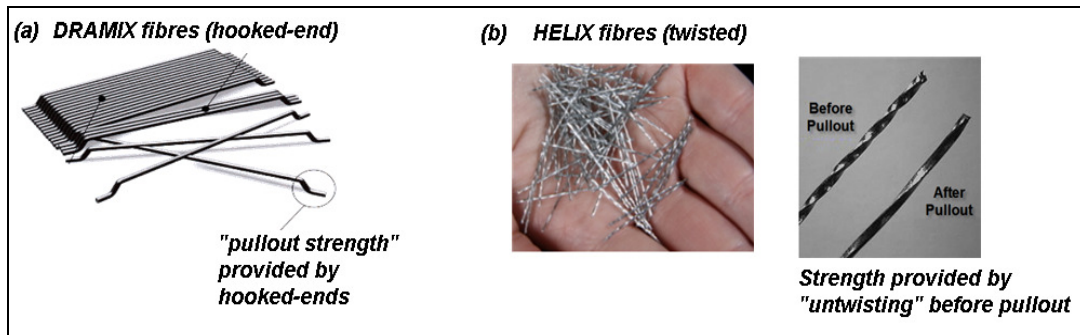 (a) DRAMIX fibres (hooked-end)
"pullout strength"
provided by
hooked-ends
(b) HELIX fibres (twisted)
Before
Pullout
After
Pullout
Strength provided by
"untwisting" before pullout